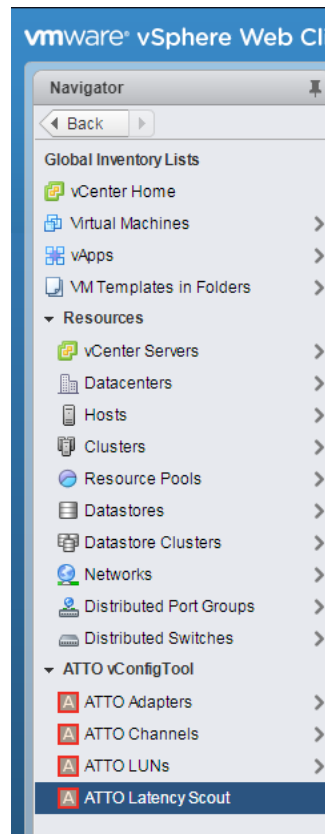 vmware® vSphere Web Cli
Navigator
Back
Global Inventory Lists
vCenter Home
Virtual Machines
vApps
VM Templates in Folders
Resources
vCenter Servers
Datacenters
Hosts
Clusters
Resource Pools
Datastores
Datastore Clusters
Networks
Distributed Port Groups
Distributed Switches
ATTO vConfigTool
A ATTO Adapters
A ATTO Channels
A ATTO LUNs
A ATTO Latency Scout